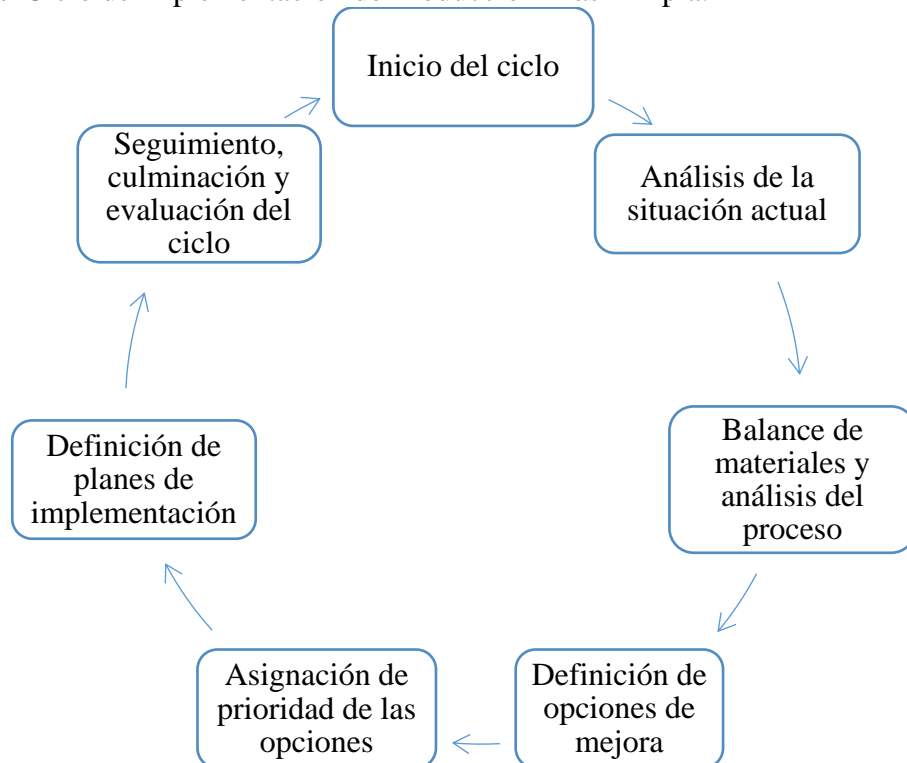 Inicio del ciclo
Análisis de la
situación actual
Balance de
materiales y
análisis del
proceso
Definición de
opciones de
mejora
Asignación de
prioridad de las
opciones
Definición de
planes de
implementación
Seguimiento,
culminación y
evaluación del
ciclo